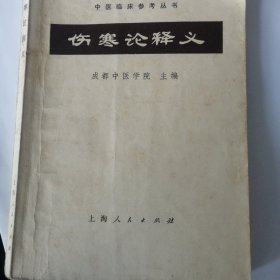 中医临床参考丛书
伤寒论释义
成都中医学院 主编
上海人民出版社